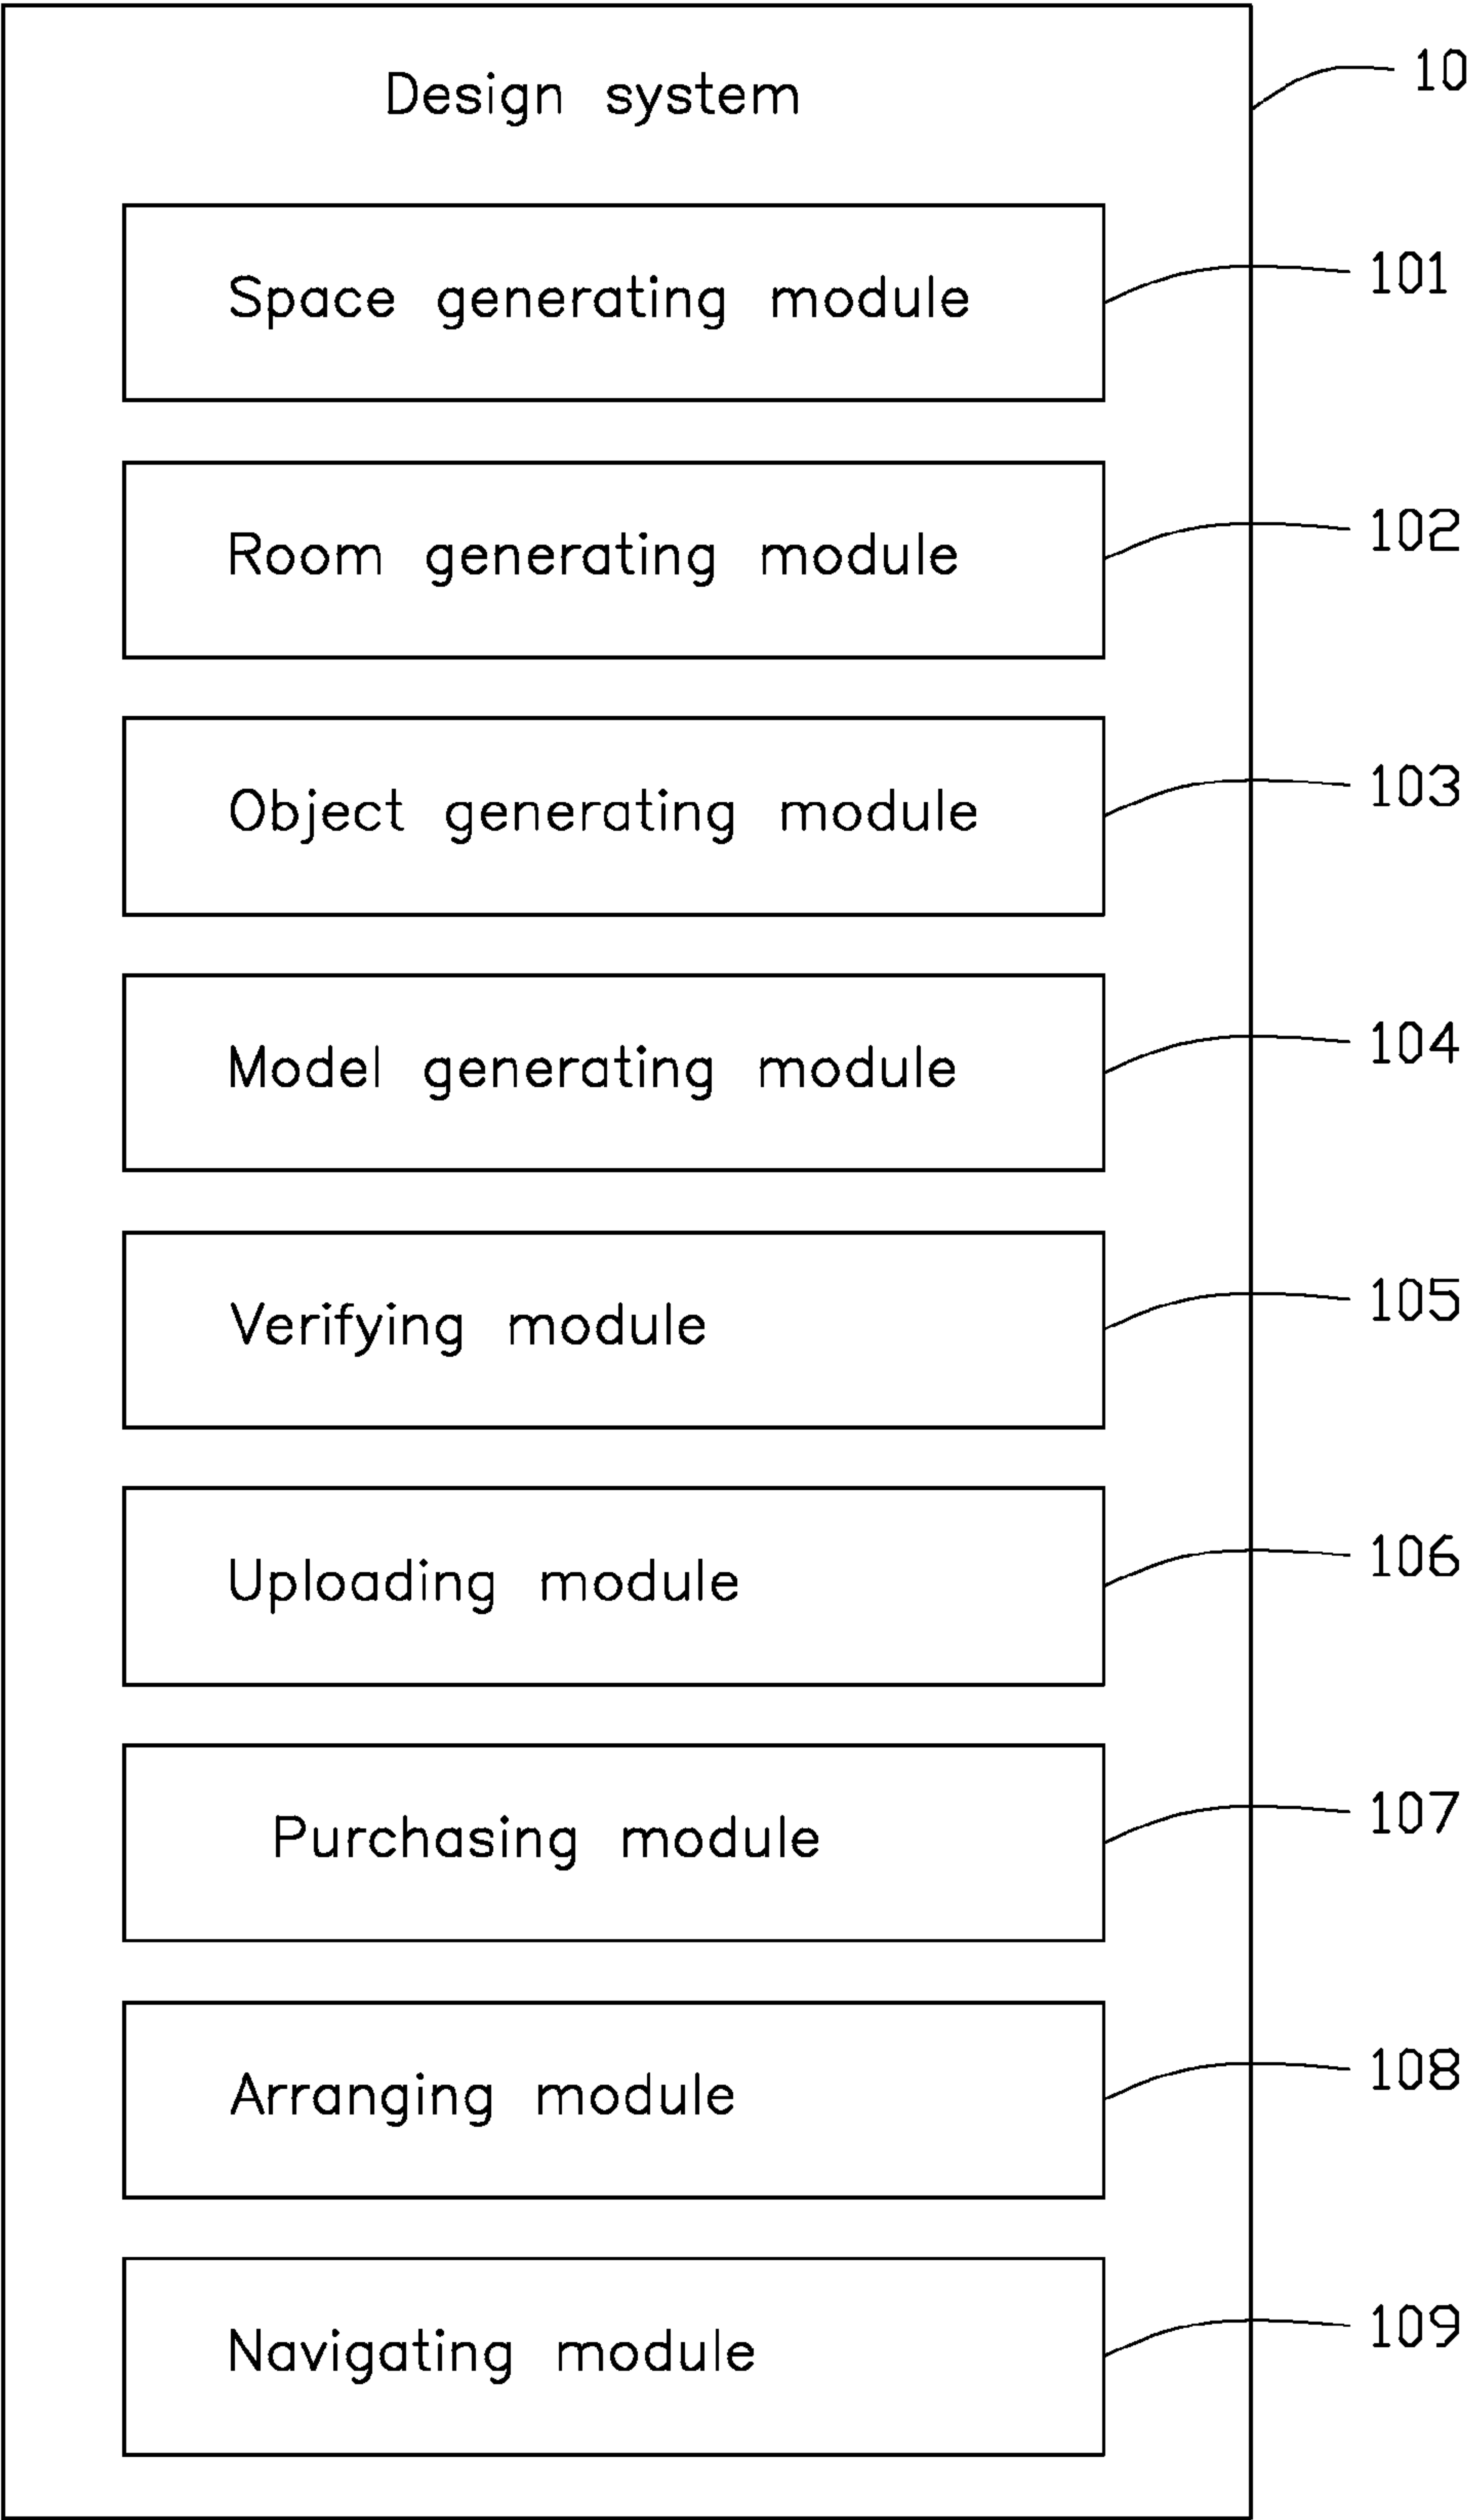 Design system 10
Space generating module 101
Room generating module 102
Object generating module 103
Model generating module 104
Verifying module 105
Uploading module 106
Purchasing module 107
Arranging module 108
Navigating module 109